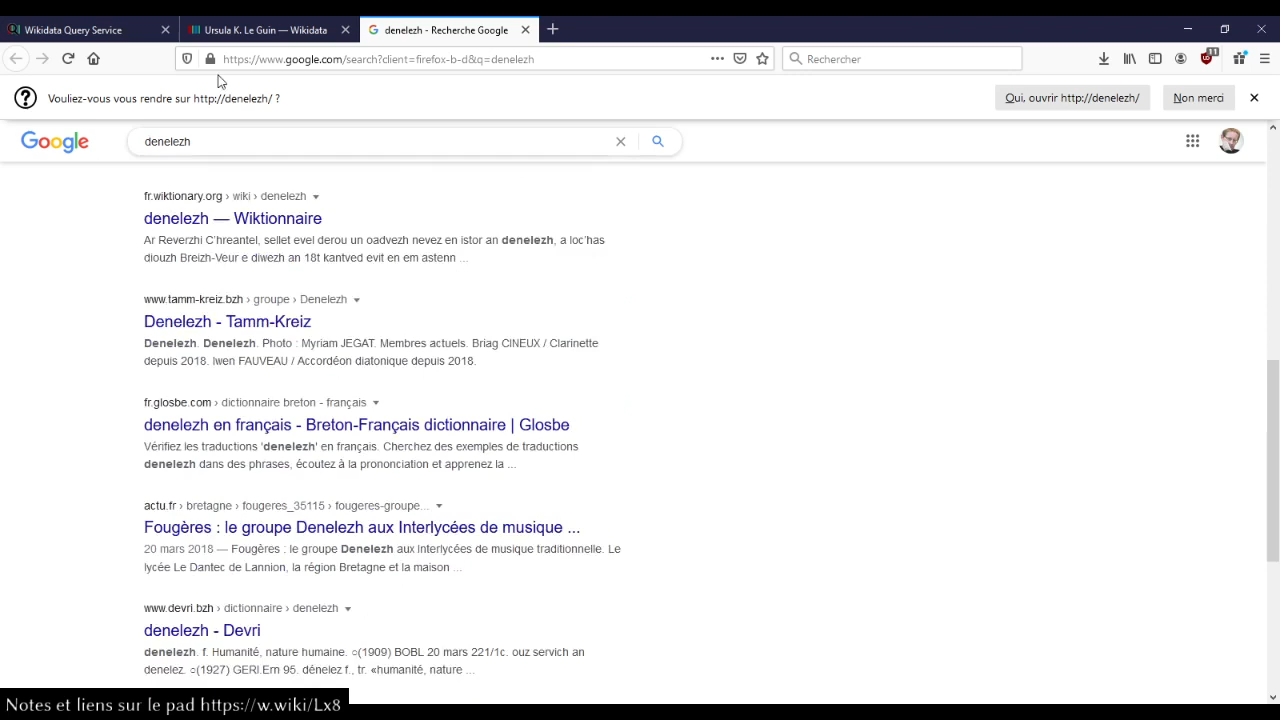 Wikidata Query Service
Ursula K. Le Guin — Wikidata
denelezh - Recherche Google
https://www.google.com/search?client=firefox-b-d&q=denelezh
Rechercher
11
Vouliez-vous vous rendre sur http://denelezh/ ?
Oui, ouvrir http://denelezh/
Non merci
Google
denelezh
fr.wiktionary.org › wiki › denelezh
denelezh — Wiktionnaire
Ar Reverzhi C'hreantel, sellet evel derou un oadvezh nevez en istor an denelezh, a loc'has
diouzh Breizh-Veur e diwezh an 18t kantved evit en em astenn ...
www.tamm-kreiz.bzh › groupe › Denelezh
Denelezh - Tamm-Kreiz
Denelezh. Denelezh. Photo : Myriam JEGAT. Membres actuels. Briag CINEUX / Clarinette
depuis 2018. Iwen FAUVEAU / Accordéon diatonique depuis 2018.
fr.glosbe.com › dictionnaire breton - français
denelezh en français - Breton-Français dictionnaire | Glosbe
Vérifiez les traductions 'denelezh' en français. Cherchez des exemples de traductions
denelezh dans des phrases, écoutez à la prononciation et apprenez la ...
actu.fr › bretagne › fougeres_35115 › fougeres-groupe...
Fougères : le groupe Denelezh aux Interlycées de musique ...
20 mars 2018 — Fougères : le groupe Denelezh aux Interlycées de musique traditionnelle. Le
lycée Le Dantec de Lannion, la région Bretagne et la maison ...
www.devri.bzh › dictionnaire › denelezh
denelezh - Devri
denelezh. f. Humanité, nature humaine. ○(1909) BOBL 20 mars 221/1c. ouz servich an
denelez. ○(1927) GERI.Ern 95. dénelez f., tr. «humanité, nature ...
Notes et liens sur le pad https://w.wiki/Lx8